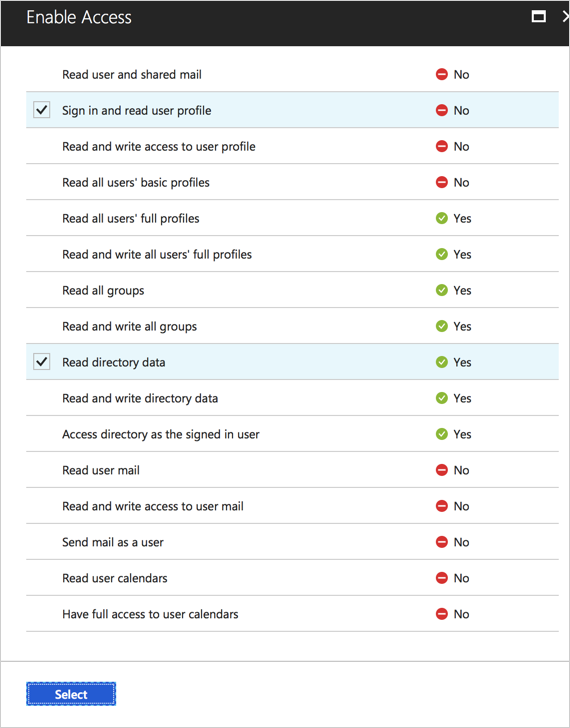 Enable Access
Read user and shared mail No
Sign in and read user profile No
Read and write access to user profile No
Read all users' basic profiles No
Read all users' full profiles Yes
Read and write all users' full profiles Yes
Read all groups Yes
Read and write all groups Yes
Read directory data Yes
Read and write directory data Yes
Access directory as the signed in user Yes
Read user mail No
Read and write access to user mail No
Send mail as a user No
Read user calendars No
Have full access to user calendars No
Select